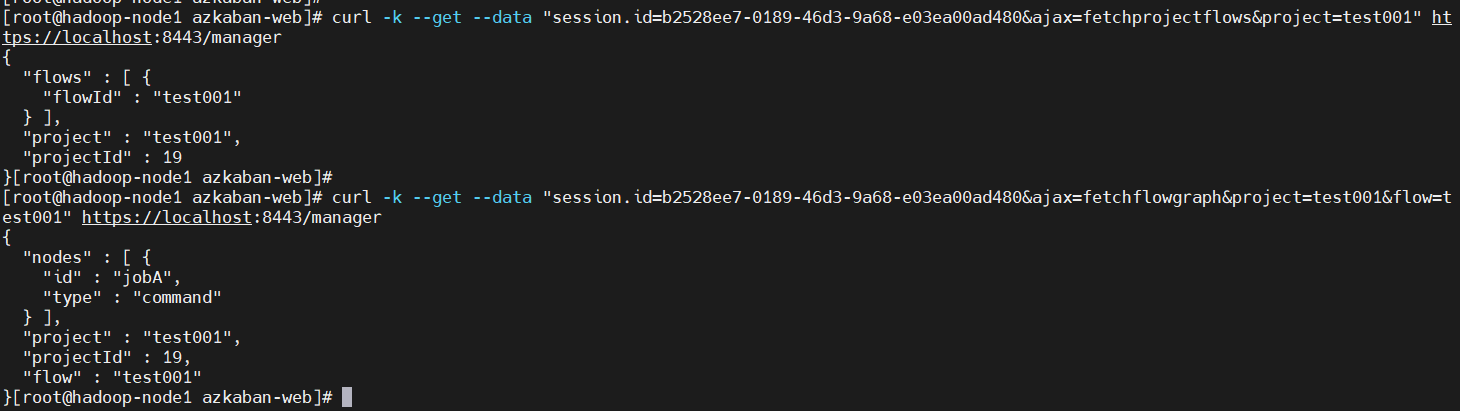 [root@hadoop-node1 azkaban-web]#
[root@hadoop-node1 azkaban-web]# curl -k --get --data "session.id=b2528ee7-0189-46d3-9a68-e03ea00ad480&ajax=fetchprojectflows&project=test001" ht
tps://localhost:8443/manager
{
  "flows" : [ {
    "flowId" : "test001"
  } ],
  "project" : "test001",
  "projectId" : 19
}[root@hadoop-node1 azkaban-web]#
[root@hadoop-node1 azkaban-web]# curl -k --get --data "session.id=b2528ee7-0189-46d3-9a68-e03ea00ad480&ajax=fetchflowgraph&project=test001&flow=t
est001" https://localhost:8443/manager
{
  "nodes" : [ {
    "id" : "jobA",
    "type" : "command"
  } ],
  "project" : "test001",
  "projectId" : 19,
  "flow" : "test001"
}[root@hadoop-node1 azkaban-web]#